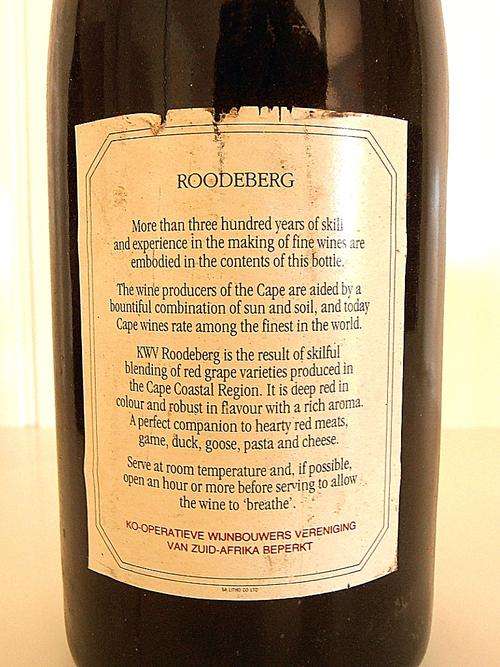 ROODEBERG
More than three hundred years of skill
and experience in the making of fine wines are
embodied in the contents of this bottle.
The wine producers of the Cape are aided by a
bountiful combination of sun and soil, and today
Cape wines rate among the finest in the world.
KWV Roodeberg is the result of skilful
blending of red grape varieties produced in
the Cape Coastal Region. It is deep red in
colour and robust in flavour with a rich aroma.
A perfect companion to hearty red meats,
game, duck, goose, pasta and cheese.
Serve at room temperature and, if possible,
open an hour or more before serving to allow
the wine to ‘breathe’.
KO-OPERATIEVE WIJNBOUWERS VERENIGING
VAN ZUID-AFRIKA BEPERKT
SA LITHO CO LTD